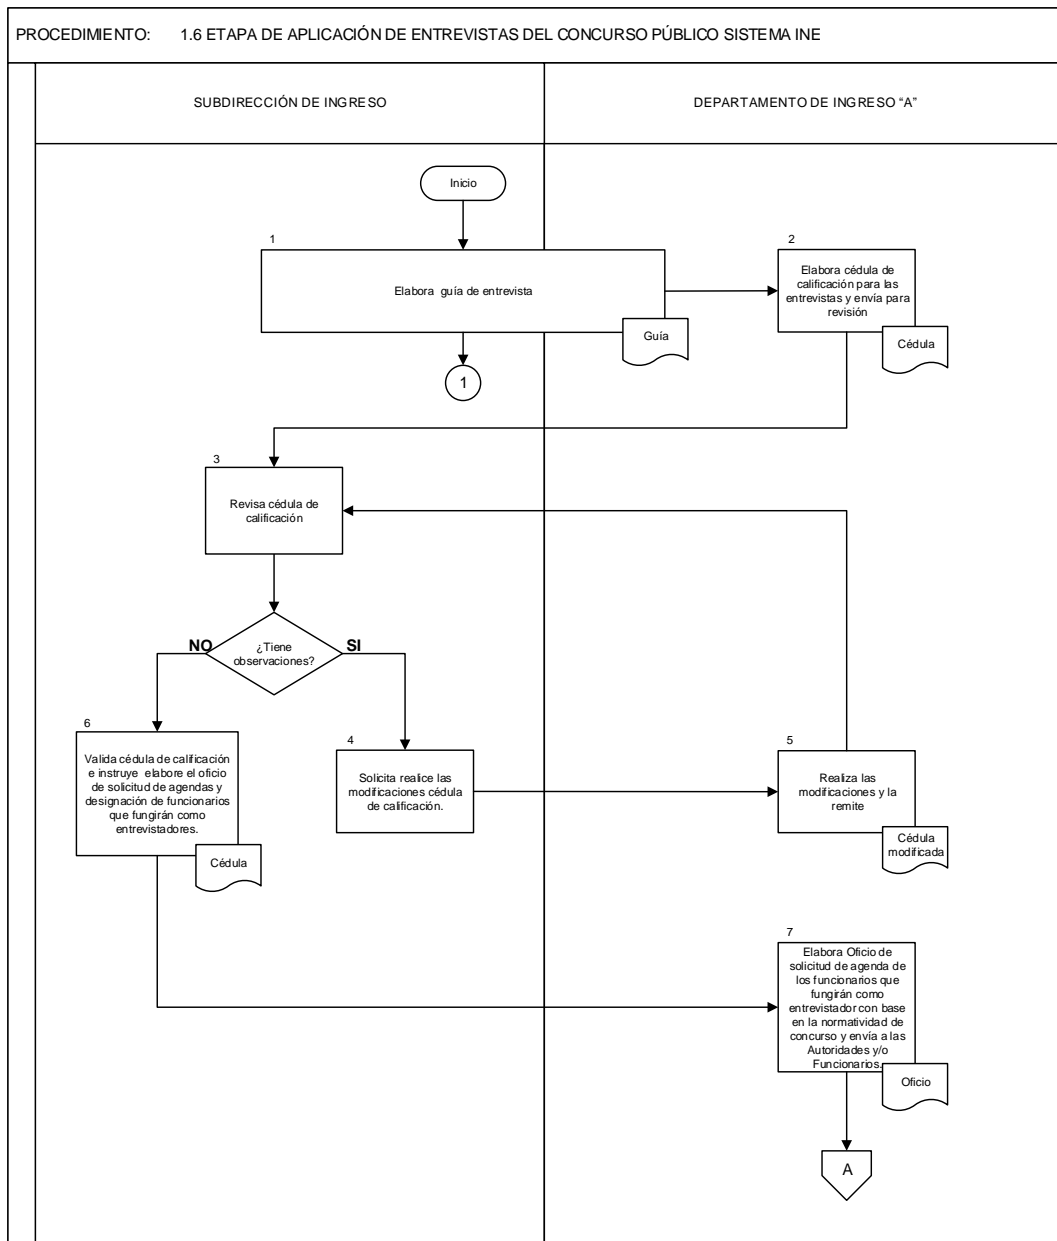 PROCEDIMIENTO: 1.6 ETAPA DE APLICACIÓN DE ENTREVISTAS DEL CONCURSO PÚBLICO SISTEMA INE
SUBDIRECCIÓN DE INGRESO
DEPARTAMENTO DE INGRESO “A”
Inicio
1
Elabora guía de entrevista
Guía
1
2
Elabora cédula de
calificación para las
entrevistas y envía para
revisión
Cédula
3
Revisa cédula de
calificación
¿Tiene
observaciones?
NO
SI
6
Valida cédula de calificación
e instruye elabore el oficio
de solicitud de agendas y
designación de funcionarios
que fungirán como
entrevistadores.
Cédula
4
Solicita realice las
modificaciones cédula
de calificación.
5
Realiza las
modificaciones y la
remite
Cédula
modificada
7
Elabora Oficio de
solicitud de agenda de
los funcionarios que
fungirán como
entrevistador con base
en la normatividad de
concurso y envía a las
Autoridades y/o
Funcionarios.
Oficio
A